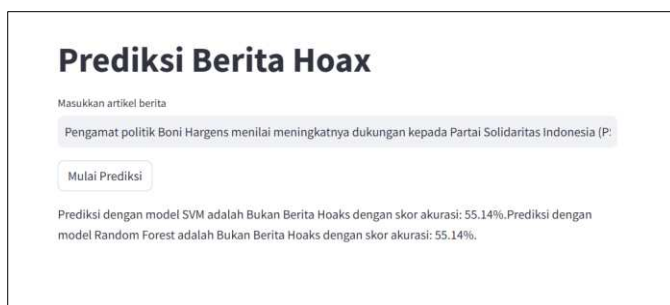 Prediksi Berita Hoax
Masukkan artikel berita
Pengamat politik Boni Hargens menilai meningkatnya dukungan kepada Partai Solidaritas Indonesia
Mulai Prediksi
Prediksi dengan model SVM adalah Bukan Berita Hoaks dengan skor akurasi: 55.14%.Prediksi dengan
model Random Forest adalah Bukan Berita Hoaks dengan skor akurasi: 55.14%.